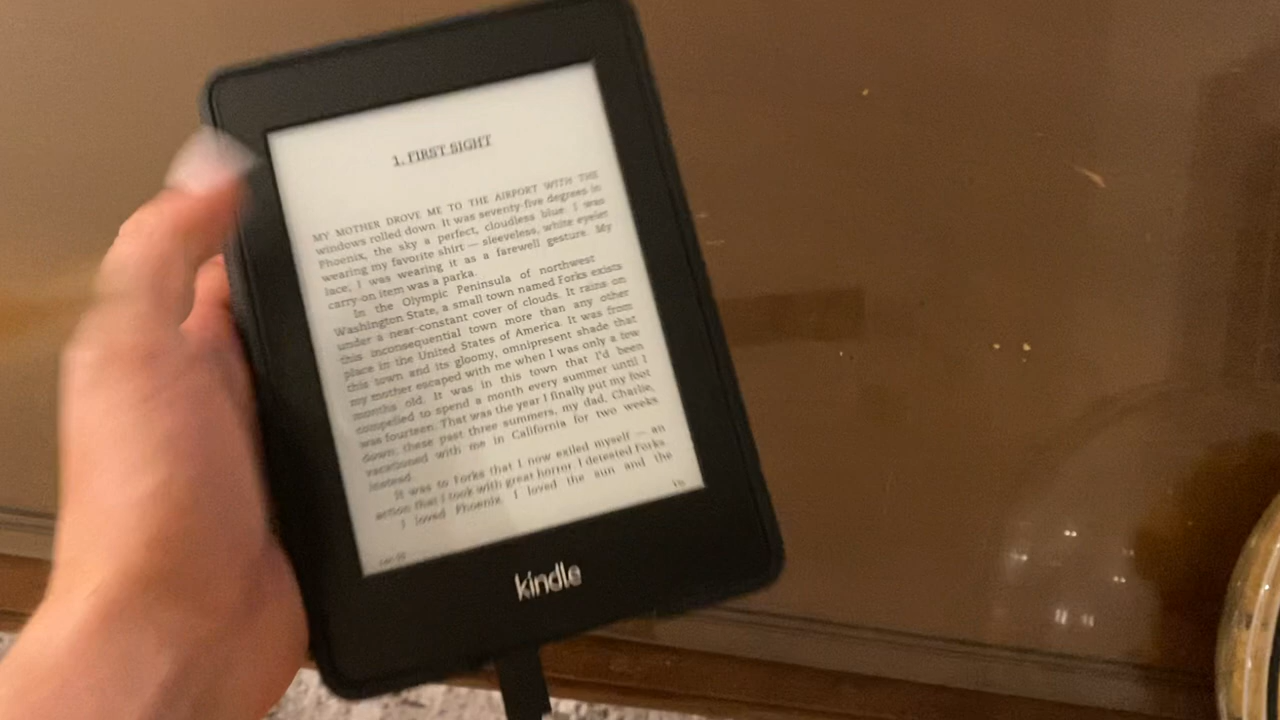 1. FIRST SIGHT
MY MOTHER DROVE ME TO THE AIRPORT WITH THE
windows rolled down. It was seventy-five degrees in
Phoenix, the sky a perfect, cloudless blue. I was
wearing my favorite shirt — sleeveless, white eyelet
lace; I was wearing it as a farewell gesture. My
carry-on item was a parka.
In the Olympic Peninsula of northwest
Washington State, a small town named Forks exists
under a near-constant cover of clouds. It rains on
this inconsequential town more than any other
place in the United States of America. It was from
this town and its gloomy, omnipresent shade that
my mother escaped with me when I was only a few
months old. It was in this town that I'd been
compelled to spend a month every summer until I
was fourteen. That was the year I finally put my foot
down; these past three summers, my dad, Charlie,
vacationed with me in California for two weeks
instead.
It was to Forks that I now exiled myself — an
action that I took with great horror. I detested Forks.
I loved Phoenix. I loved the sun and the
kindle